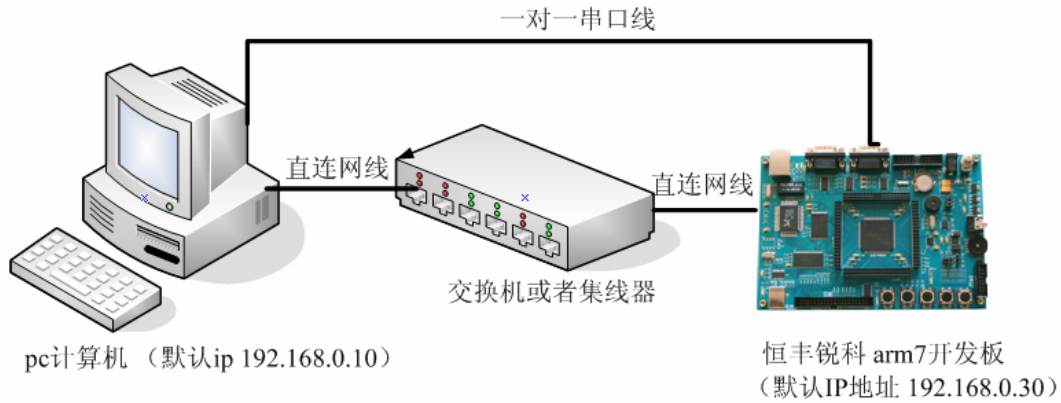 一对一串口线
直连网线
直连网线
交换机或者集线器
pc计算机 （默认ip 192.168.0.10）
恒丰锐科 arm7开发板
（默认IP地址 192.168.0.30）